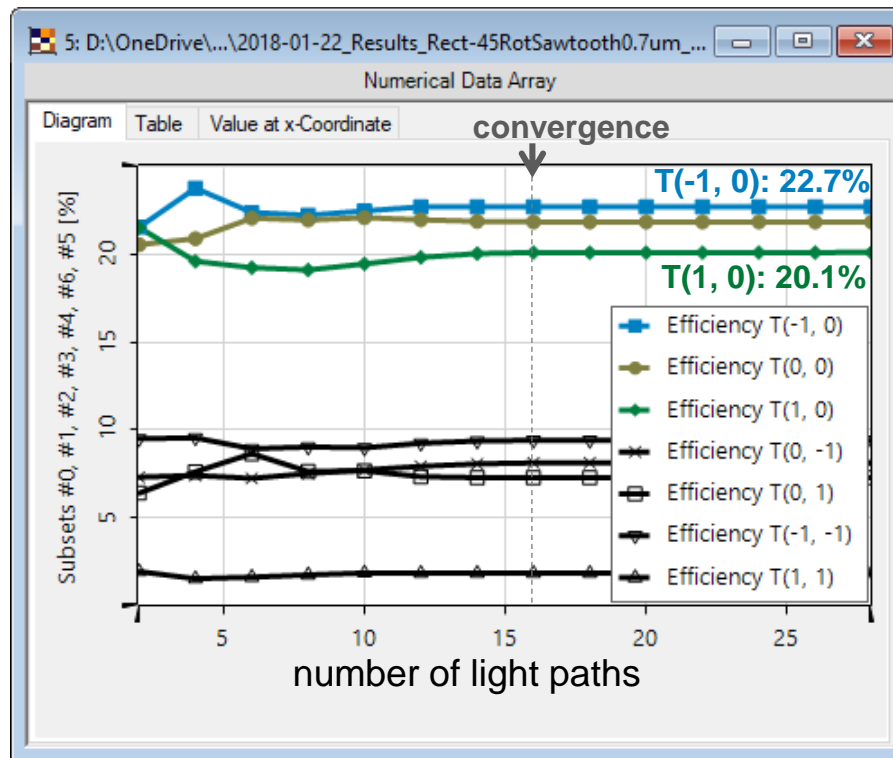 5: D:\OneDrive\...\2018-01-22_Results_Rect-45RotSawtooth0.7um_...
Numerical Data Array
Diagram Table Value at x-Coordinate
convergence
T(-1, 0): 22.7%
T(1, 0): 20.1%
Subsets #0, #1, #2, #3, #4, #6, #5 [%]
20
15
10
5
Efficiency T(-1, 0)
Efficiency T(0, 0)
Efficiency T(1, 0)
Efficiency T(0, -1)
Efficiency T(0, 1)
Efficiency T(-1, -1)
Efficiency T(1, 1)
5 10 15 20 25
number of light paths